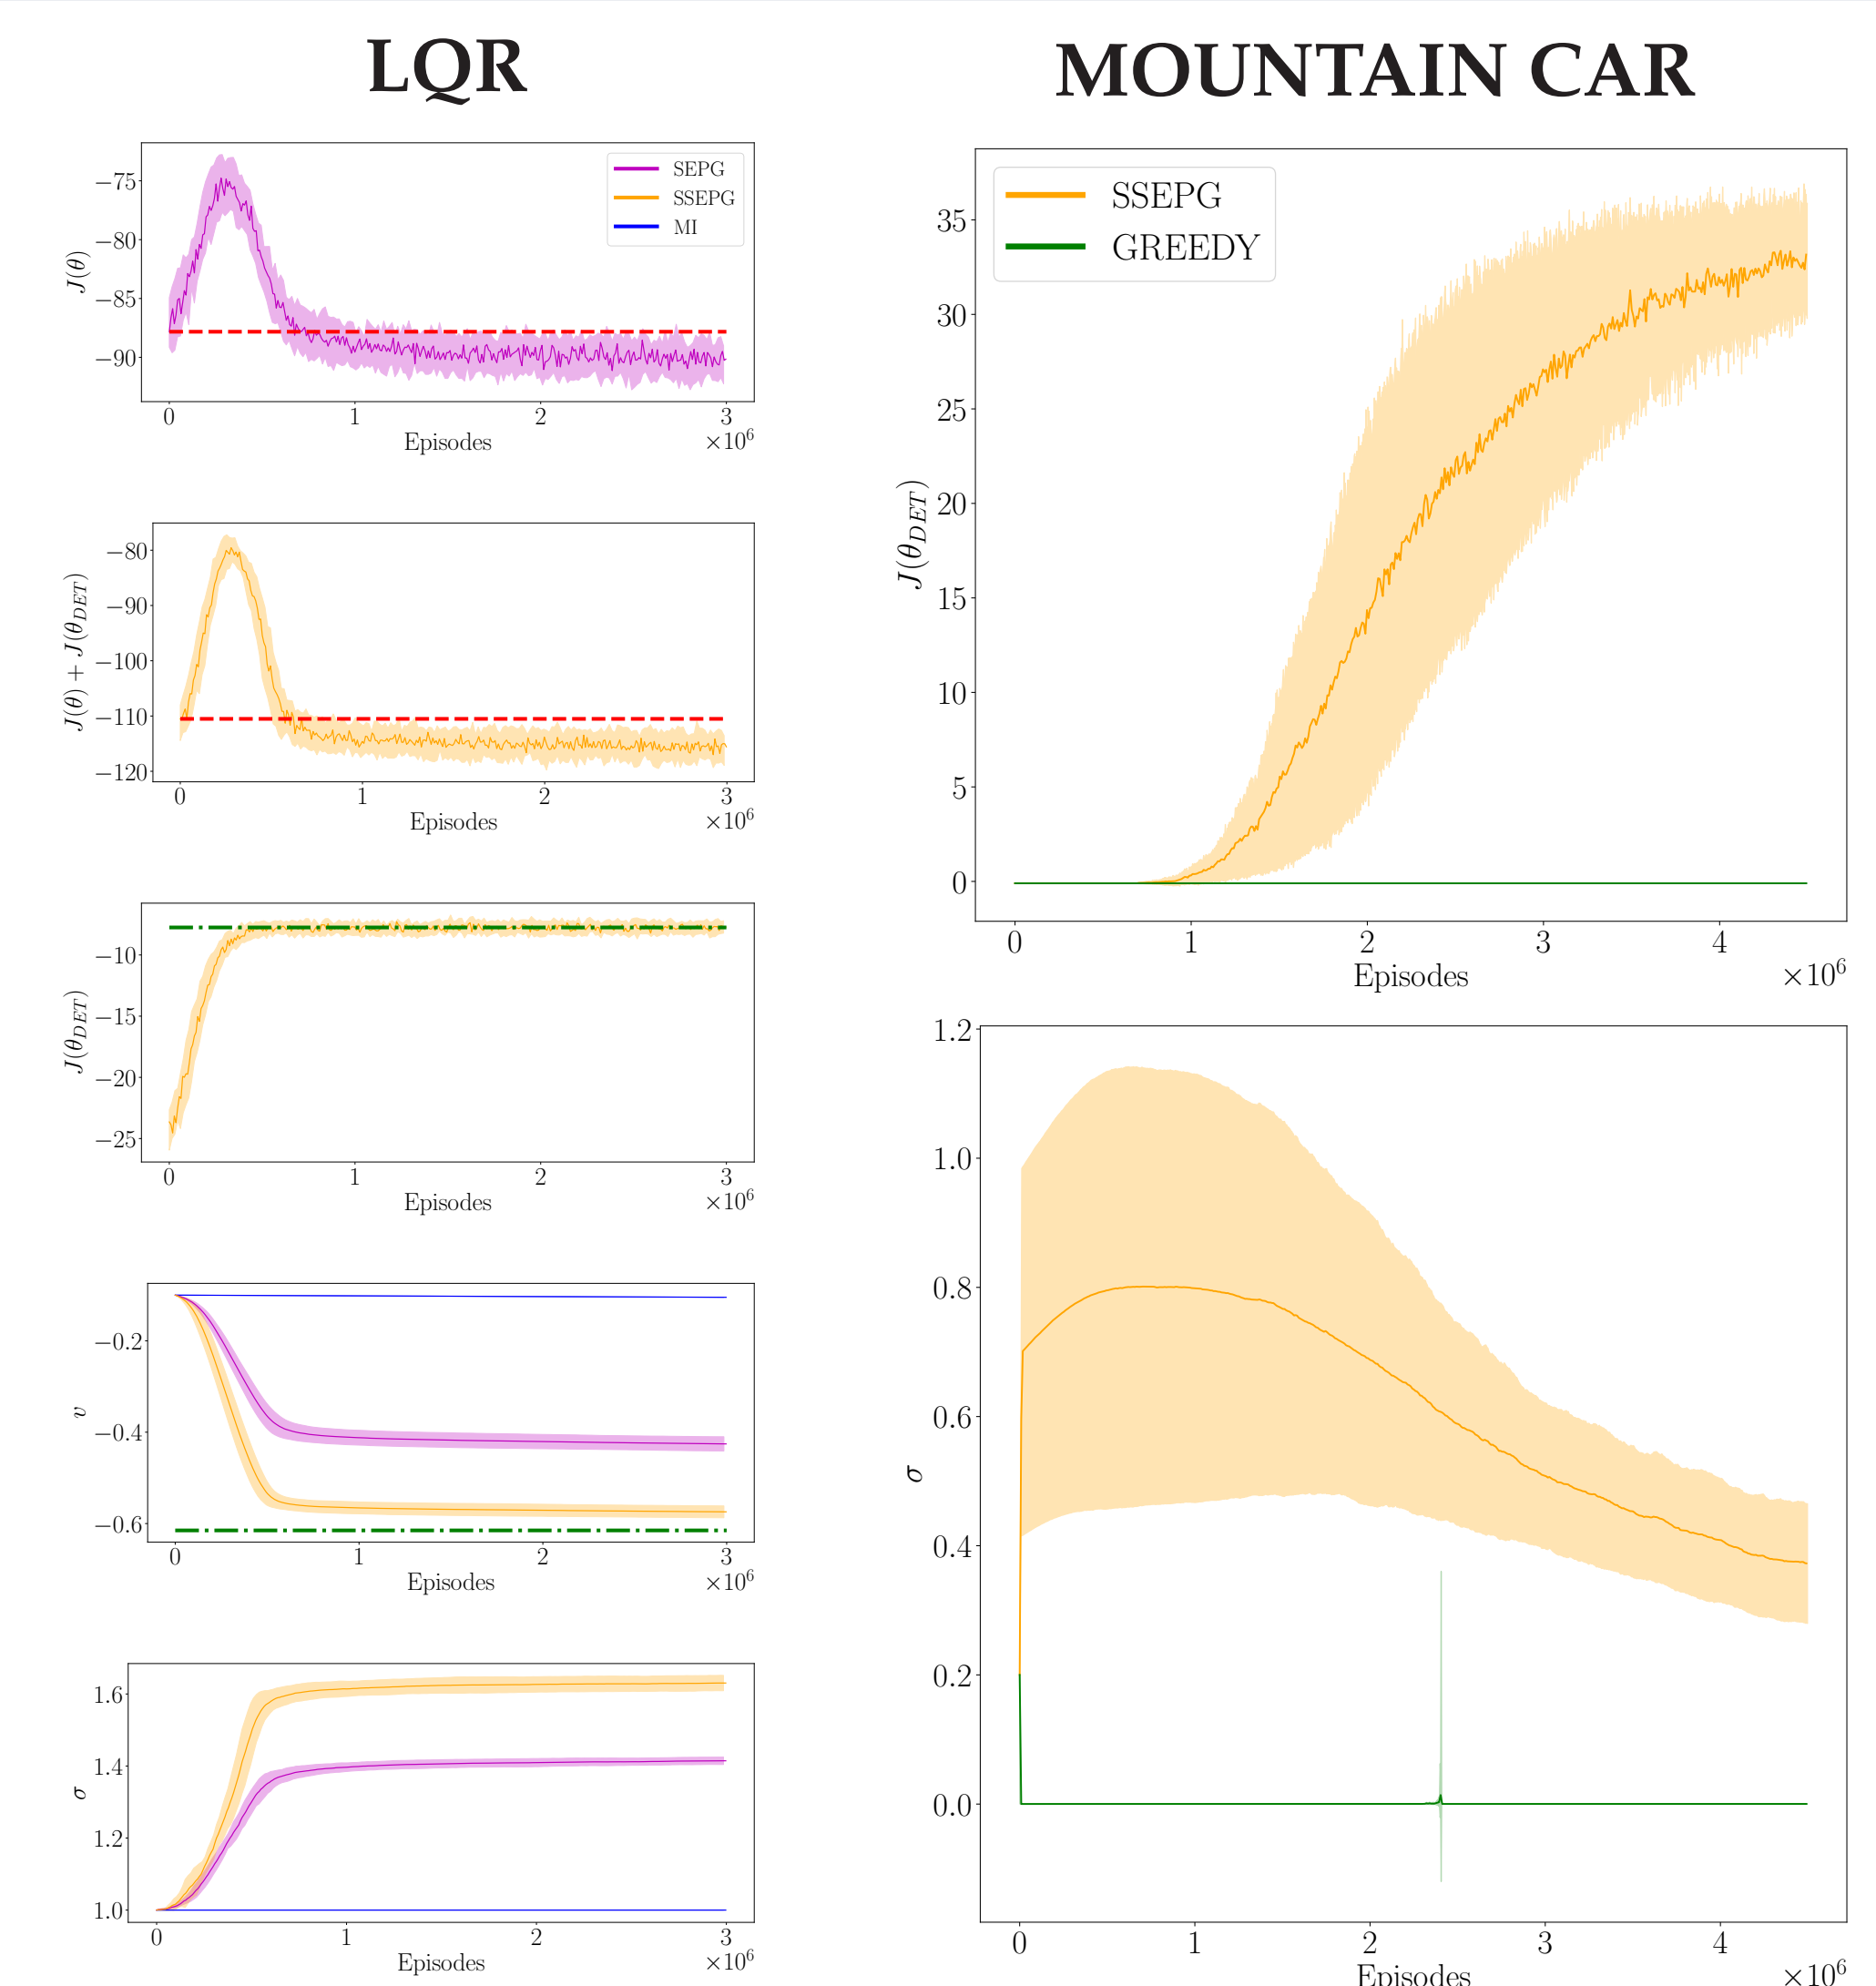 LQR
−75
−80
−85
−90
J(θ)
SEPG
SSEPG
MI
0 1 2 3
Episodes
×10⁶
−80
−90
−100
−110
−120
J(θ) + J(θ_DET)
0 1 2 3
Episodes
×10⁶
−10
−15
−20
−25
J(θ_DET)
0 1 2 3
Episodes
×10⁶
−0.2
−0.4
−0.6
v
0 1 2 3
Episodes
×10⁶
1.6
1.4
1.2
1.0
σ
0 1 2 3
Episodes
×10⁶
MOUNTAIN CAR
SSEPG
GREEDY
35
30
25
20
15
10
5
0
J(θ_DET)
0 1 2 3 4
Episodes
×10⁶
1.2
1.0
0.8
0.6
0.4
0.2
0.0
σ
0 1 2 3 4
Episodes
×10⁶